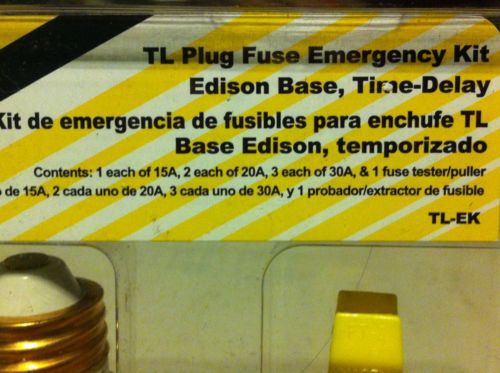 TL Plug Fuse Emergency Kit
Edison Base, Time-Delay
Kit de emergencia de fusibles para enchufe TL
Base Edison, temporizado
Contents: 1 each of 15A, 2 each of 20A, 3 each of 30A, & 1 fuse tester/puller
de 15A, 2 cada uno de 20A, 3 cada uno de 30A, y 1 probador/extractor de fusible
TL-EK